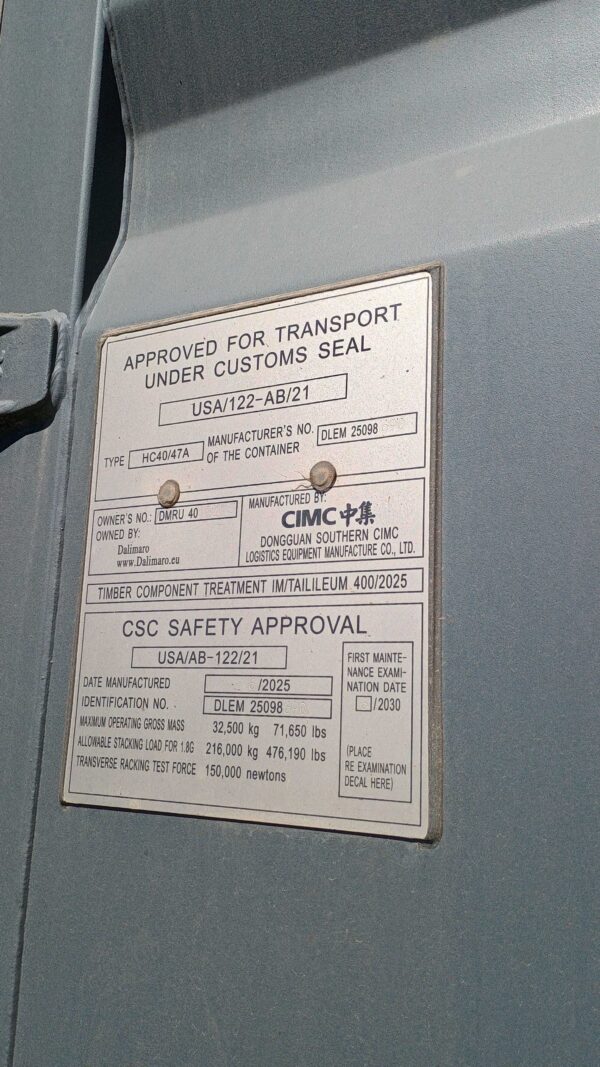 APPROVED FOR TRANSPORT
UNDER CUSTOMS SEAL
USA/122-AB/21
TYPE HC40/47A
MANUFACTURER'S NO.
OF THE CONTAINER
DLEM 25098
OWNER'S NO.: DMRU 40
OWNED BY:
Dalimaro
www.Dalimaro.eu
MANUFACTURED BY:
CIMC中集
DONGGUAN SOUTHERN CIMC
LOGISTICS EQUIPMENT MANUFACTURE CO., LTD.
TIMBER COMPONENT TREATMENT IM/TAILILEUM 400/2025
CSC SAFETY APPROVAL
USA/AB-122/21
DATE MANUFACTURED /2025
IDENTIFICATION NO. DLEM 25098
MAXIMUM OPERATING GROSS MASS 32,500 kg 71,650 lbs
ALLOWABLE STACKING LOAD FOR 1.8G 216,000 kg 476,190 lbs
TRANSVERSE RACKING TEST FORCE 150,000 newtons
FIRST MAINTE-
NANCE EXAMI-
NATION DATE
/2030
(PLACE
RE EXAMINATION
DECAL HERE)